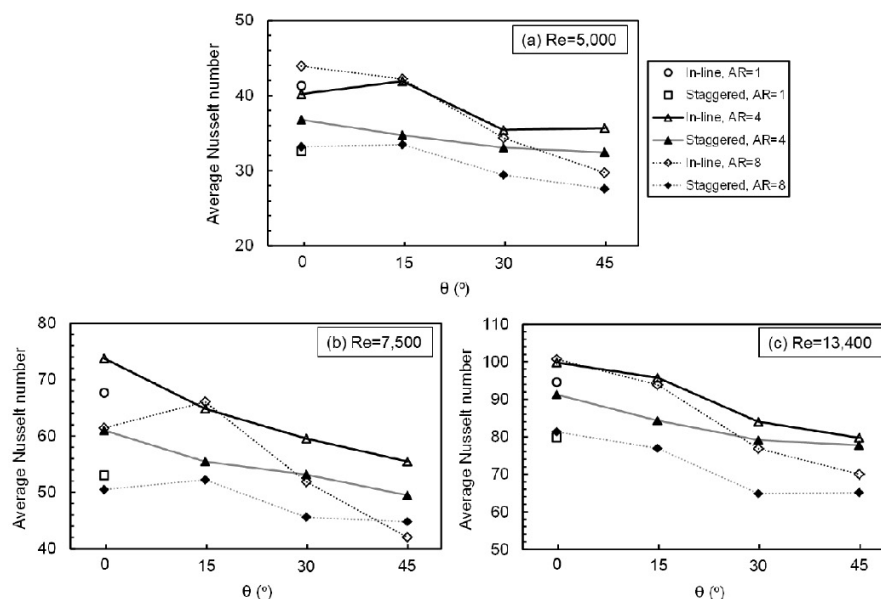 (a) Re=5,000
Average Nusselt number
50
40
30
20
0
15
30
45
θ (º)
In-line, AR=1
Staggered, AR=1
In-line, AR=4
Staggered, AR=4
In-line, AR=8
Staggered, AR=8
(b) Re=7,500
Average Nusselt number
80
70
60
50
40
0
15
30
45
θ (º)
(c) Re=13,400
Average Nusselt number
110
100
90
80
70
60
50
0
15
30
45
θ (º)